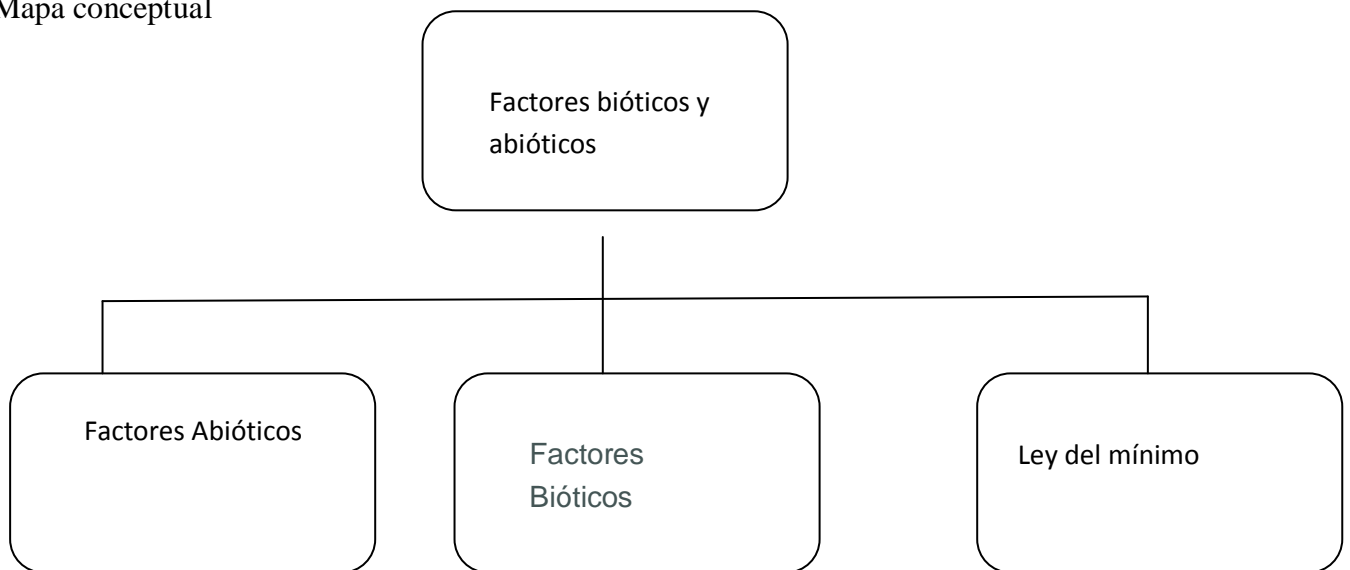 Mapa conceptual
Factores bióticos y
abióticos
Factores Abióticos
Factores
Bióticos
Ley del mínimo